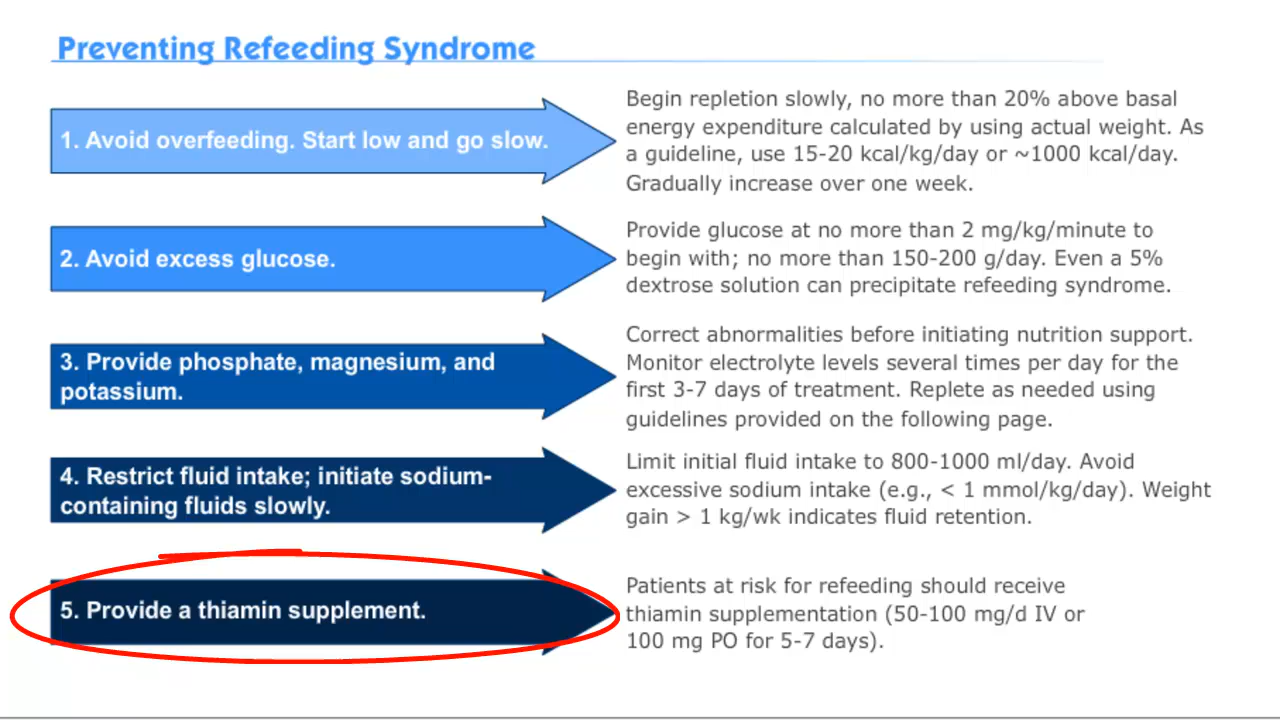 Preventing Refeeding Syndrome
1. Avoid overfeeding. Start low and go slow.
Begin repletion slowly, no more than 20% above basal
energy expenditure calculated by using actual weight. As
a guideline, use 15-20 kcal/kg/day or ~1000 kcal/day.
Gradually increase over one week.
2. Avoid excess glucose.
Provide glucose at no more than 2 mg/kg/minute to
begin with; no more than 150-200 g/day. Even a 5%
dextrose solution can precipitate refeeding syndrome.
3. Provide phosphate, magnesium, and
potassium.
Correct abnormalities before initiating nutrition support.
Monitor electrolyte levels several times per day for the
first 3-7 days of treatment. Replete as needed using
guidelines provided on the following page.
4. Restrict fluid intake; initiate sodium-
containing fluids slowly.
Limit initial fluid intake to 800-1000 ml/day. Avoid
excessive sodium intake (e.g., < 1 mmol/kg/day). Weight
gain > 1 kg/wk indicates fluid retention.
5. Provide a thiamin supplement.
Patients at risk for refeeding should receive
thiamin supplementation (50-100 mg/d IV or
100 mg PO for 5-7 days).